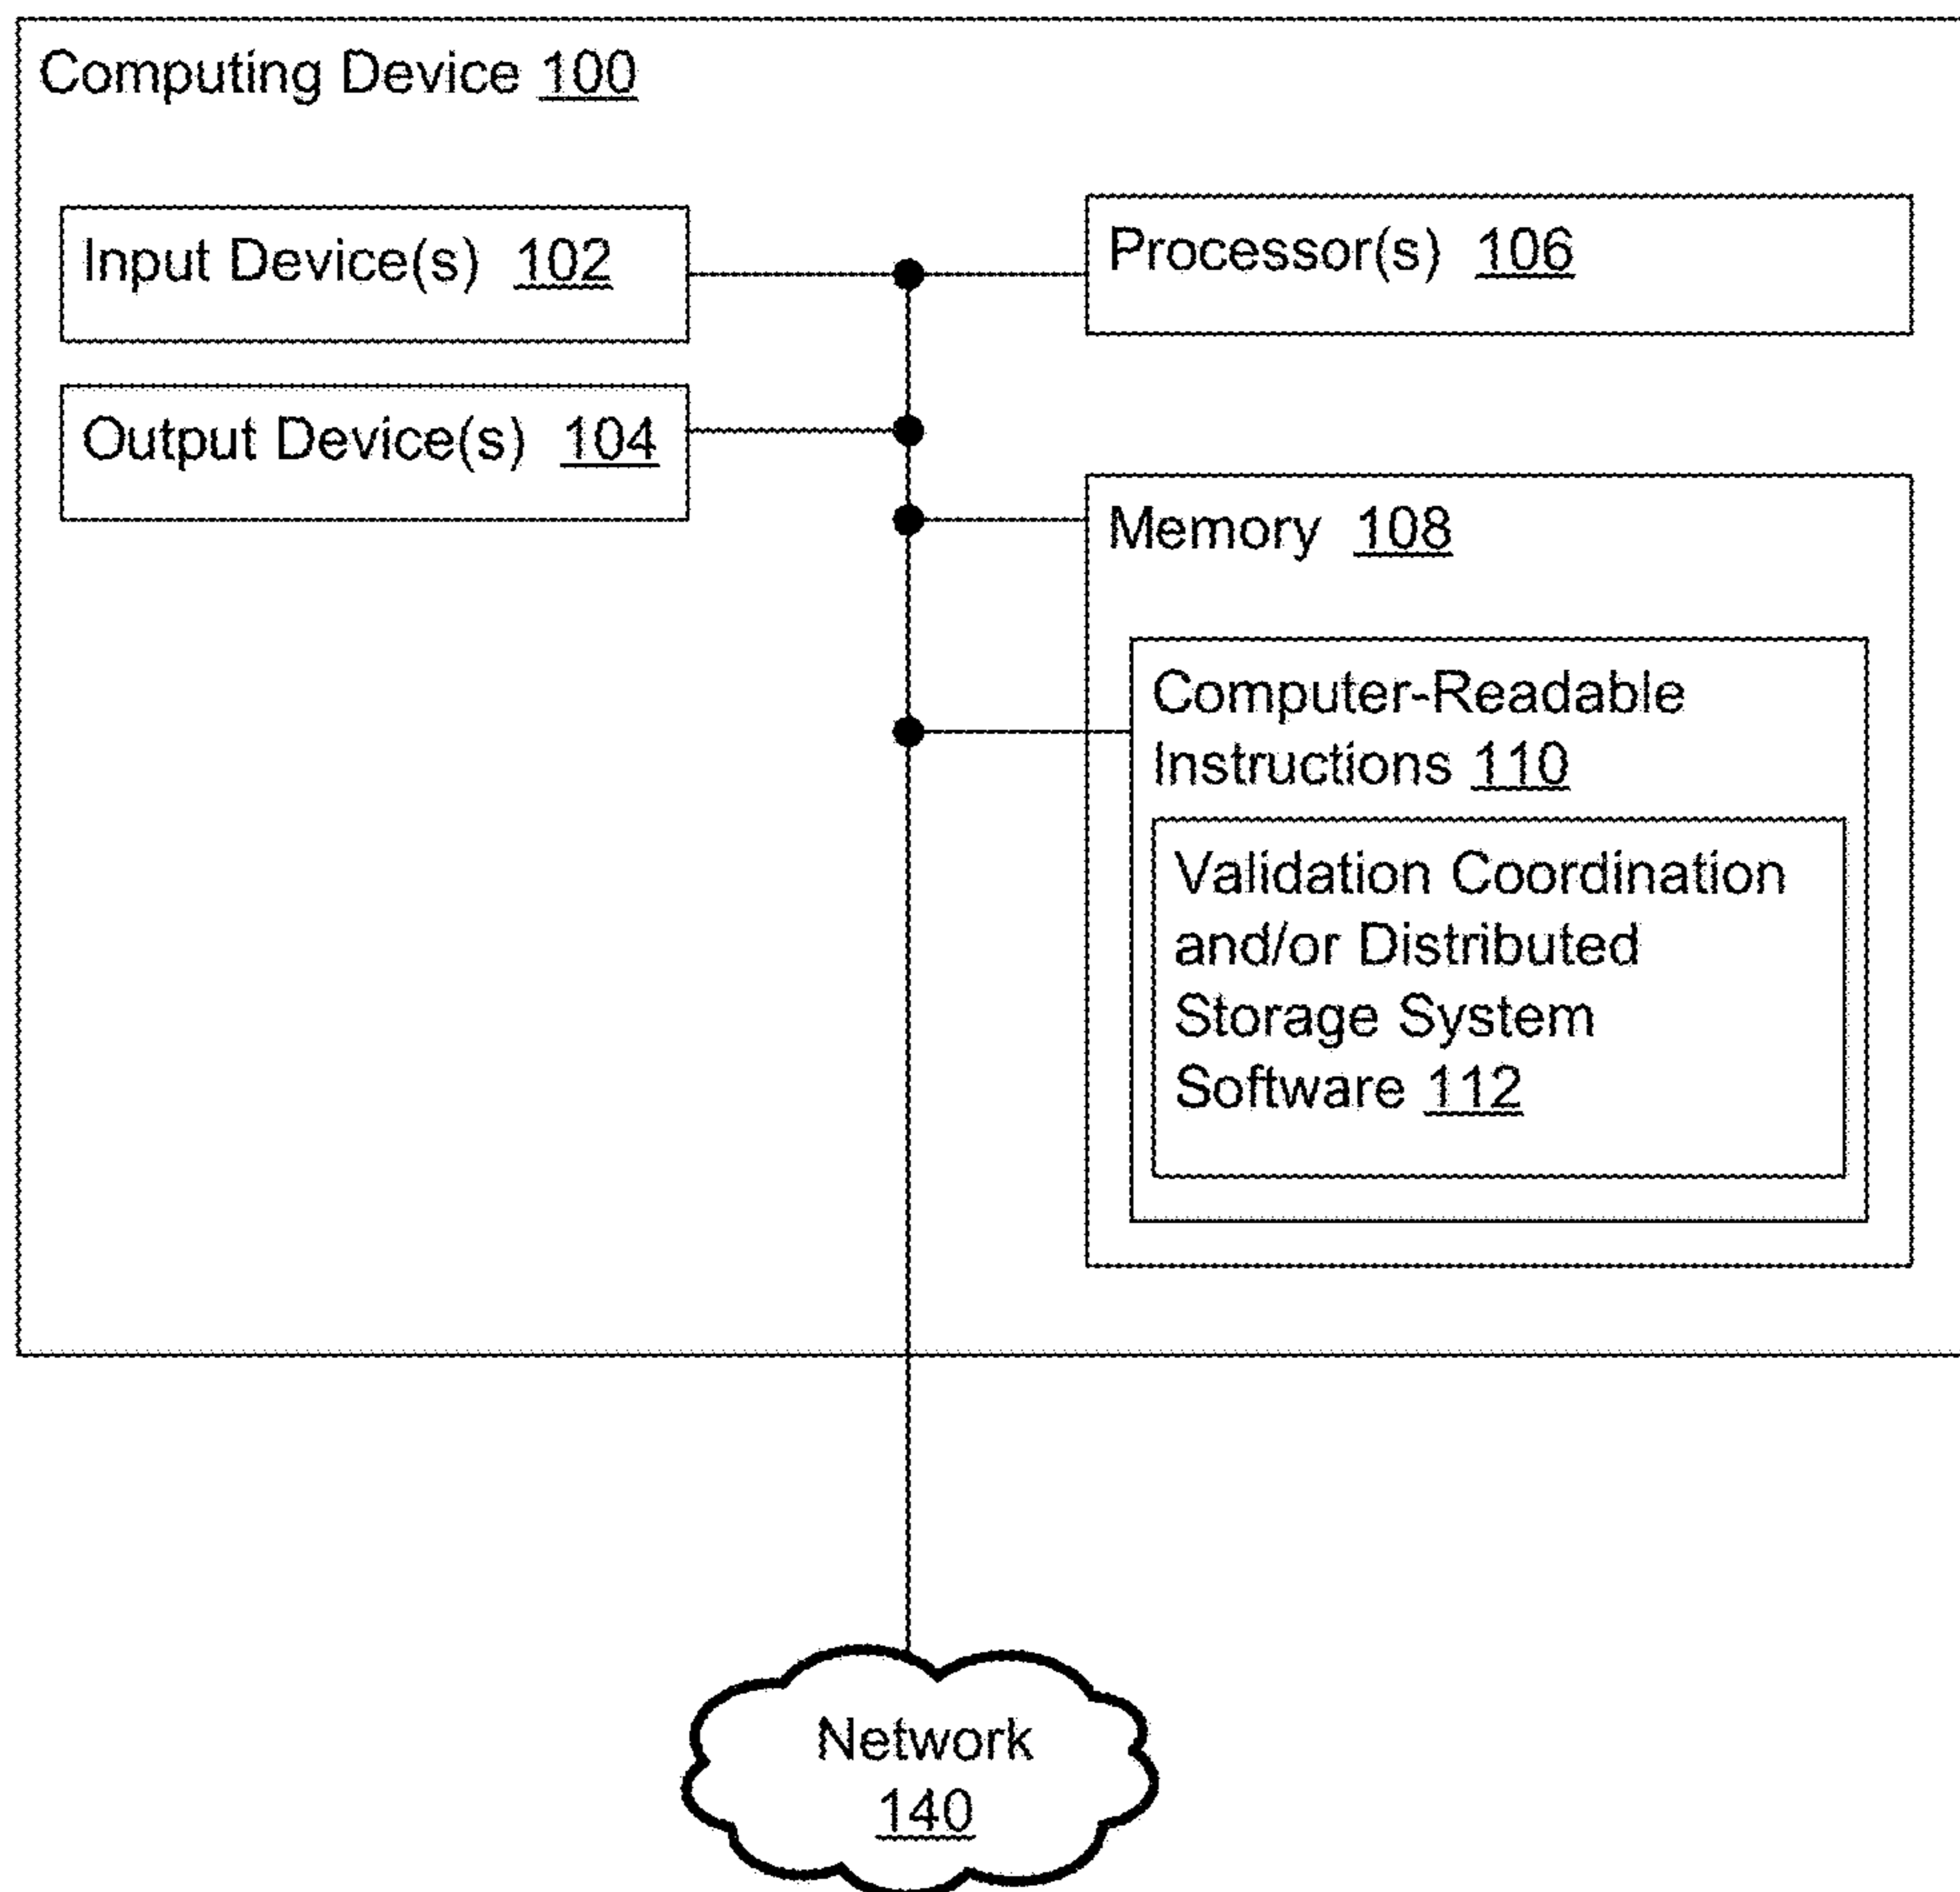 Computing Device 100
Input Device(s) 102
Processor(s) 106
Output Device(s) 104
Memory 108
Computer-Readable
Instructions 110
Validation Coordination
and/or Distributed
Storage System
Software 112
Network
140